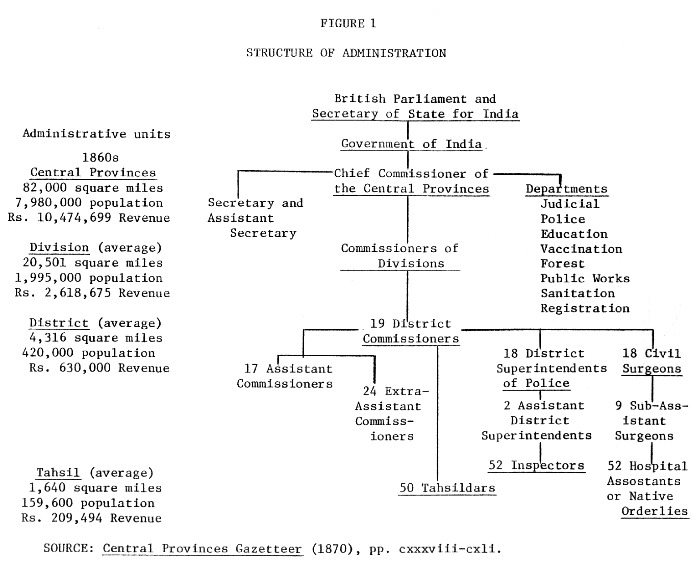 FIGURE 1
STRUCTURE OF ADMINISTRATION
Administrative units
1860s
Central Provinces
82,000 square miles
7,980,000 population
Rs. 10,474,699 Revenue
Division (average)
20,501 square miles
1,995,000 population
Rs. 2,618,675 Revenue
District (average)
4,316 square miles
420,000 population
Rs. 630,000 Revenue
Tahsil (average)
1,640 square miles
159,600 population
Rs. 209,494 Revenue
British Parliament and
Secretary of State for India
Government of India
Chief Commissioner of
the Central Provinces
Secretary and
Assistant
Secretary
Departments
Judicial
Police
Education
Vaccination
Forest
Public Works
Sanitation
Registration
Commissioners of
Divisions
19 District
Commissioners
17 Assistant
Commissioners
24 Extra-
Assistant
Commiss-
ioners
50 Tahsildars
18 District
Superintendents
of Police
2 Assistant
District
Superintendents
52 Inspectors
18 Civil
Surgeons
9 Sub-Ass-
istant
Surgeons
52 Hospital
Assostants
or Native
Orderlies
SOURCE: Central Provinces Gazetteer (1870), pp. cxxxviii-cxli.